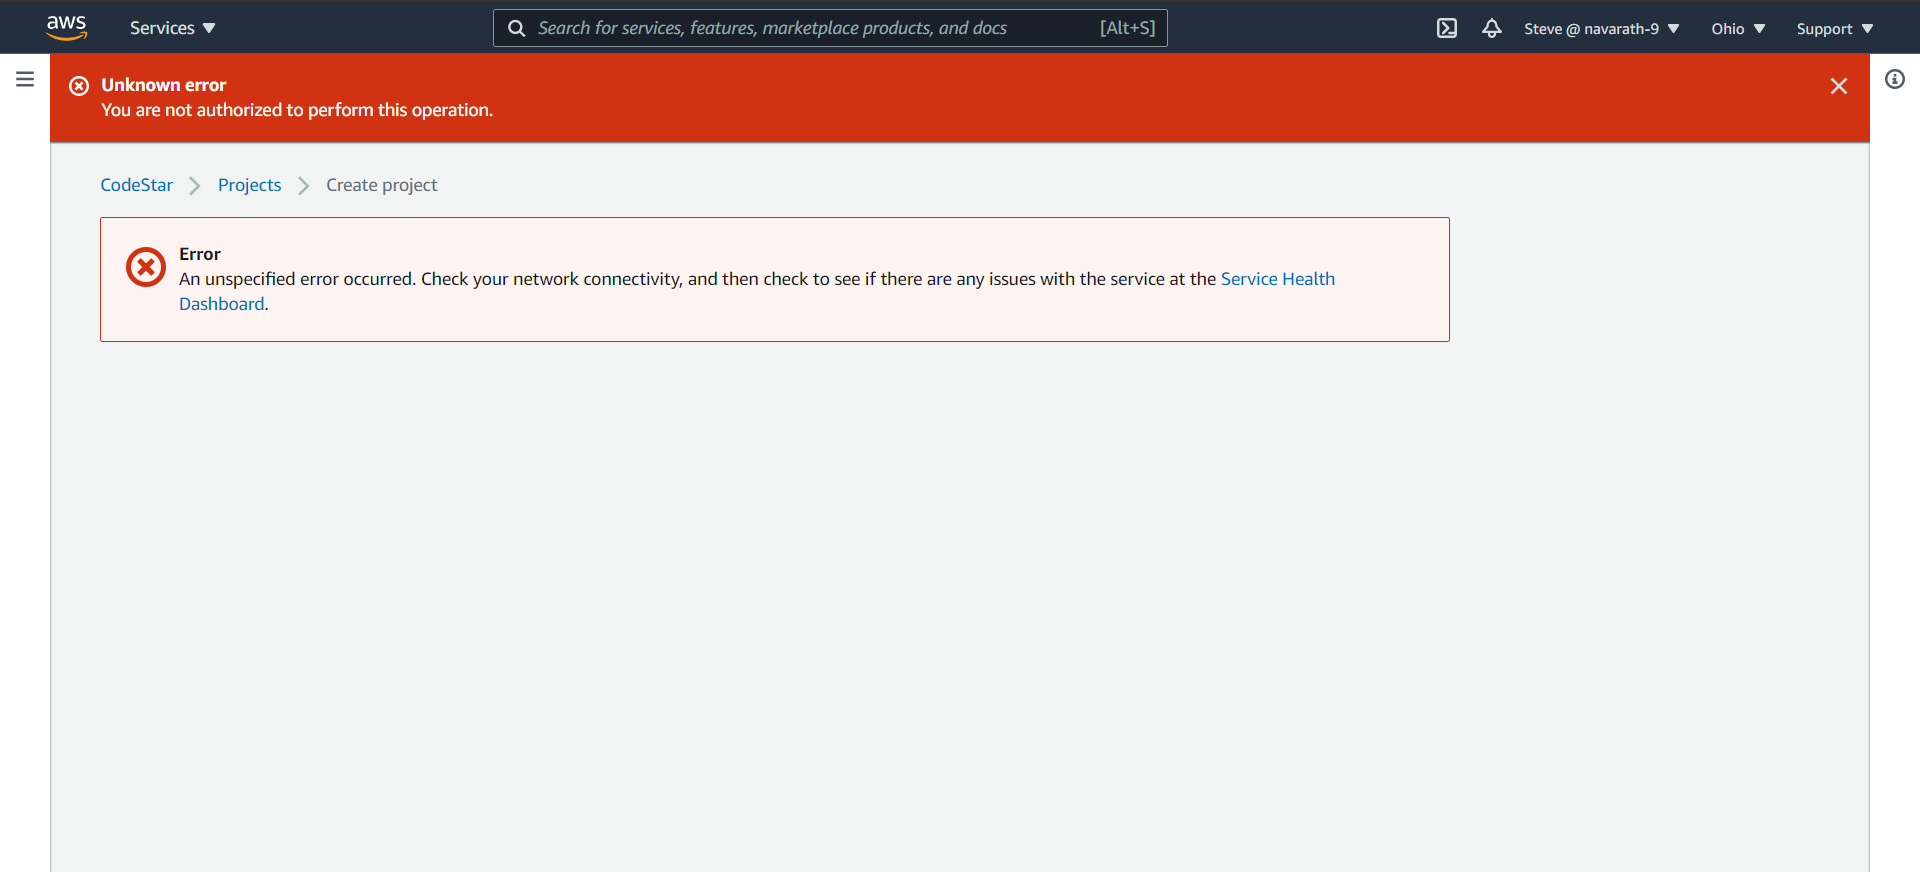 aws Services Search for services, features, marketplace products, and docs [Alt+S] Steve @ navarath-9 Ohio Support
Unknown error
You are not authorized to perform this operation.
CodeStar Projects Create project
Error
An unspecified error occurred. Check your network connectivity, and then check to see if there are any issues with the service at the Service Health
Dashboard.